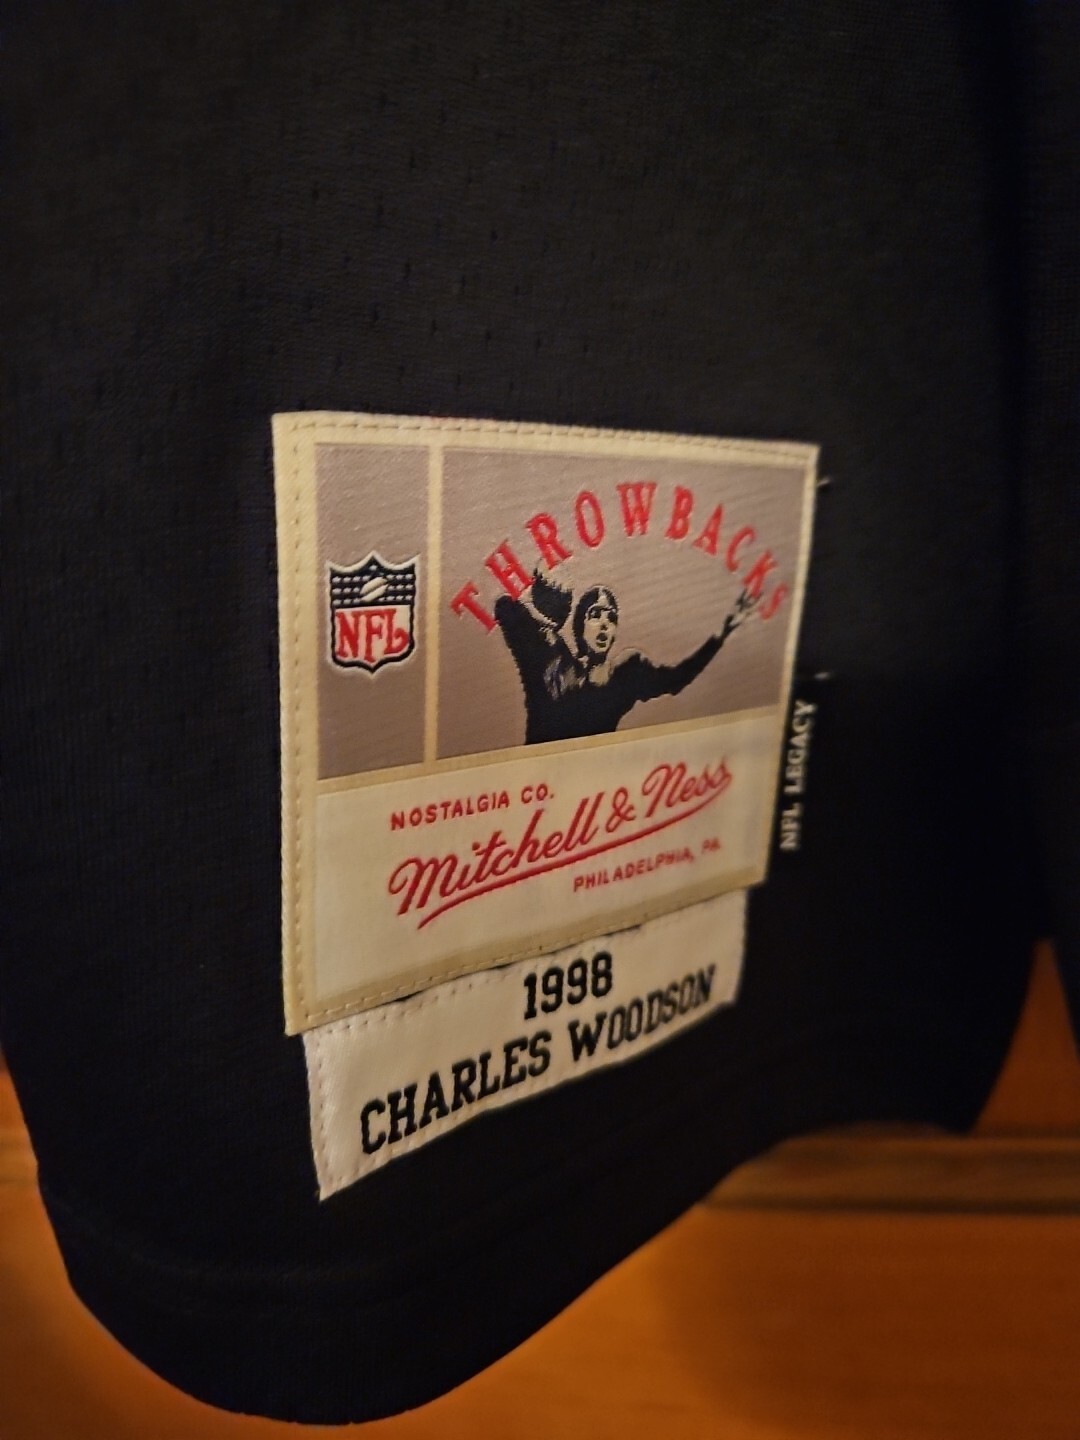 THROWBACKS
NFL
NOSTALGIA CO.
Mitchell & Ness
PHILADELPHIA, PA.
NFL LEGACY
1998
CHARLES WOODSON